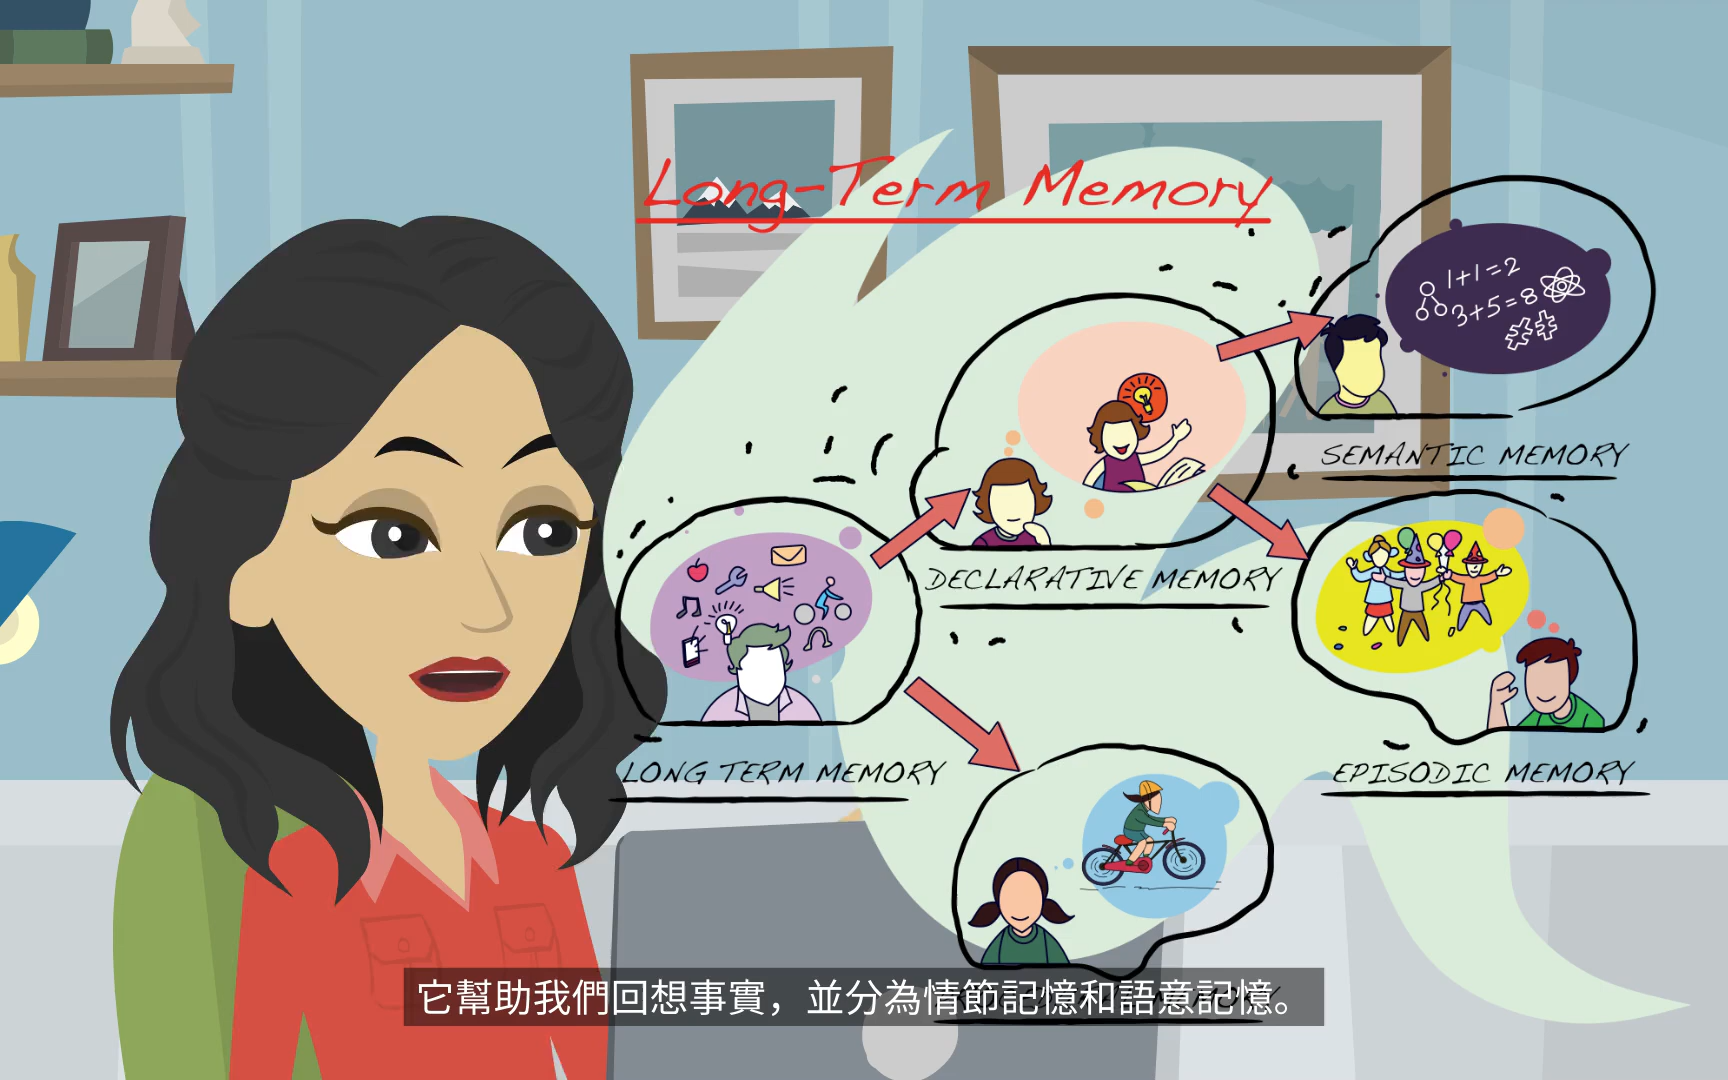 Long-Term Memory
1+1=2
3+5=8
SEMANTIC MEMORY
DECLARATIVE MEMORY
LONG TERM MEMORY
EPISODIC MEMORY
它幫助我們回想事實，並分為情節記憶和語意記憶。